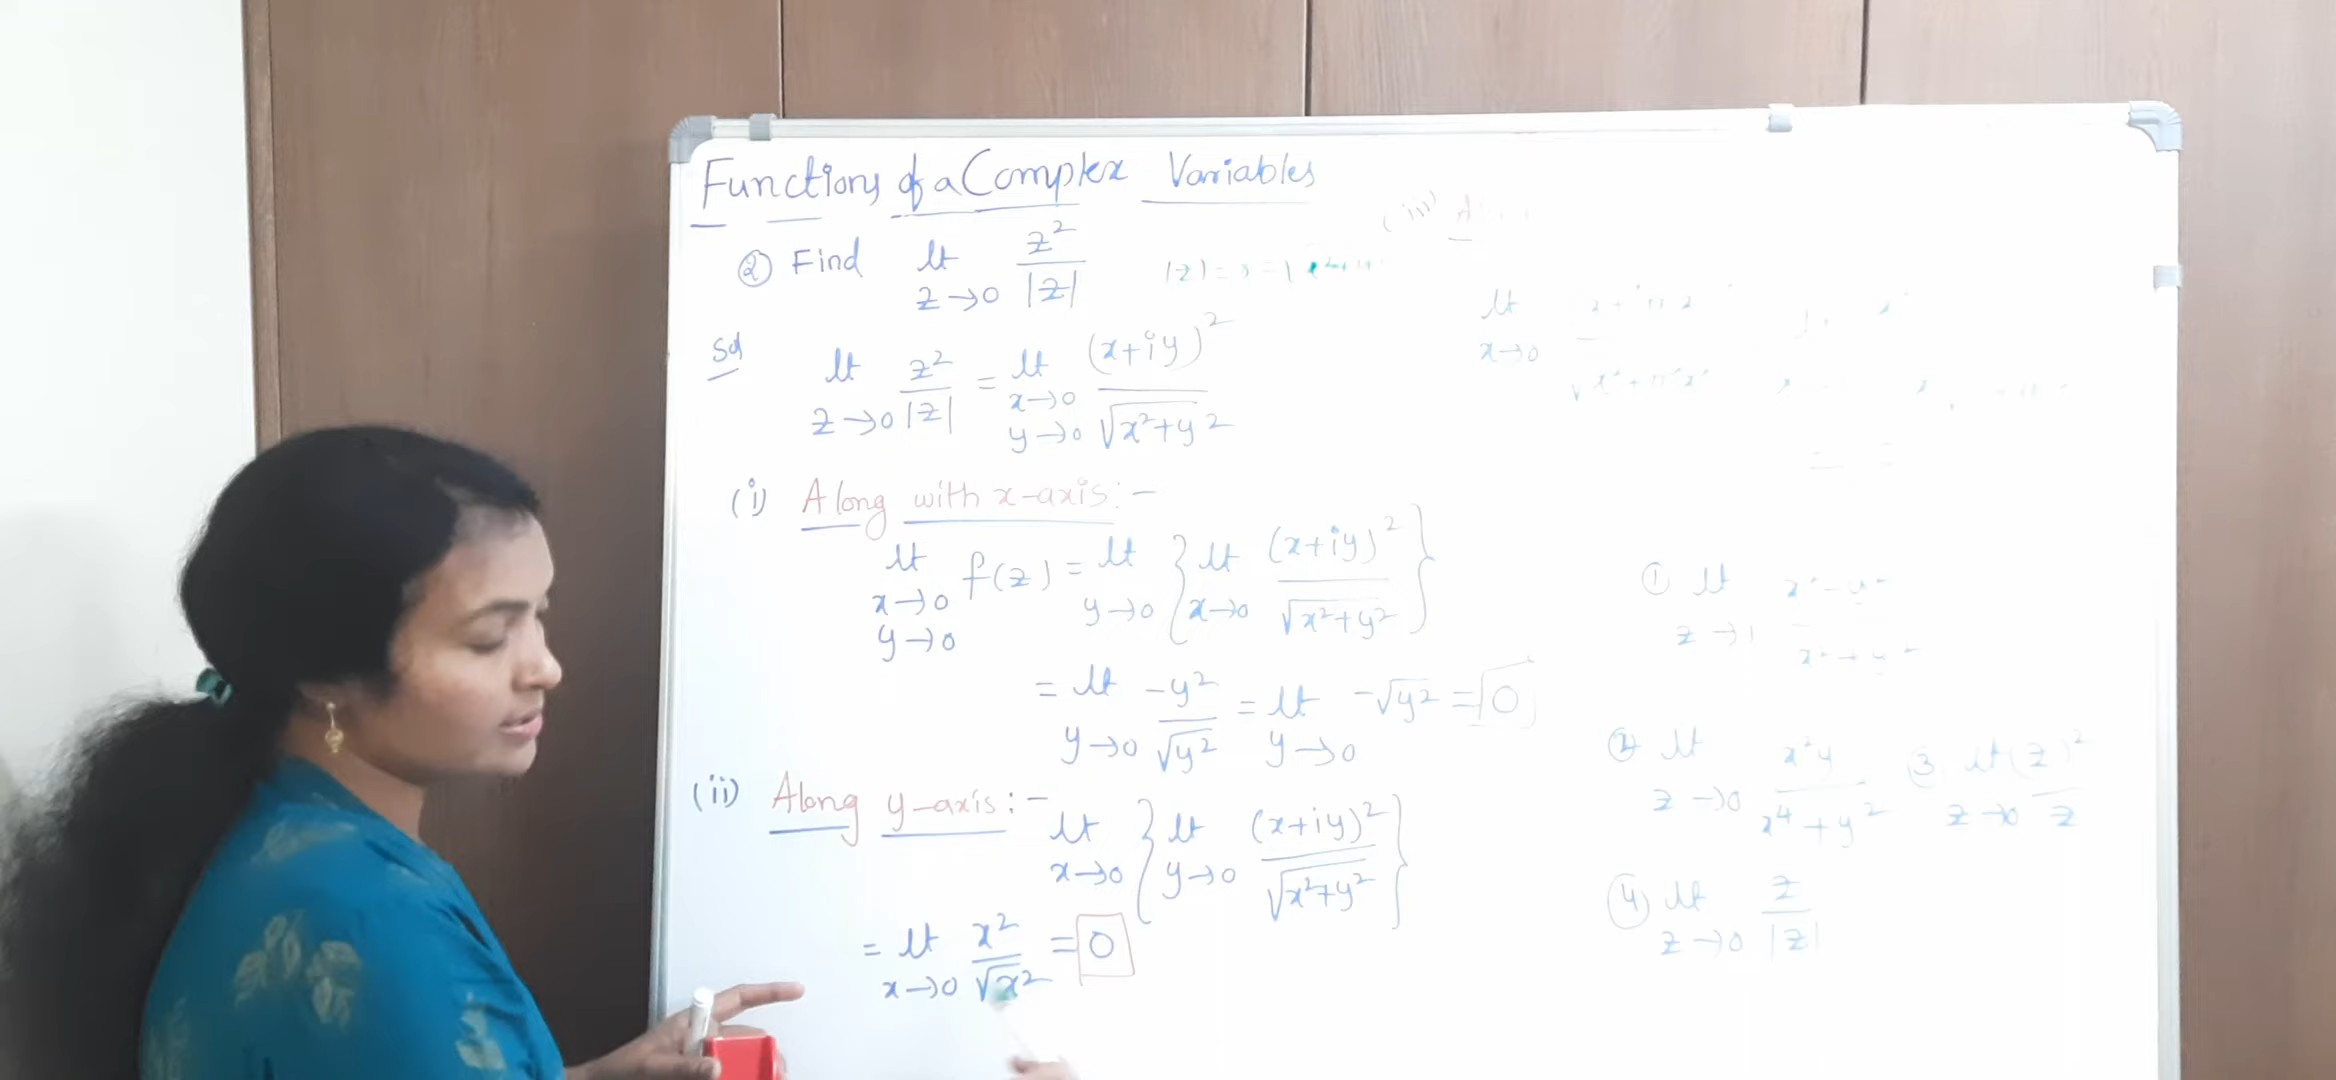 Functions of a Complex Variables
② Find lt z→0 z²/|z|
Sol lt z→0 z²/|z| = lt x→0 y→0 (x+iy)²/√x²+y²
(i) Along with x-axis:-
lt x→0 y→0 f(z) = lt y→0 { lt x→0 (x+iy)²/√x²+y² }
= lt y→0 -y²/√y² = lt y→0 -√y² = 0
(ii) Along y-axis:-
lt x→0 { lt y→0 (x+iy)²/√x²+y² }
= lt x→0 x²/√x² = 0
lt x→0
① lt z→1
② lt z→0 x²y/x⁴+y²
③ lt z→0 (z)²/z
④ lt z→0 z/|z|